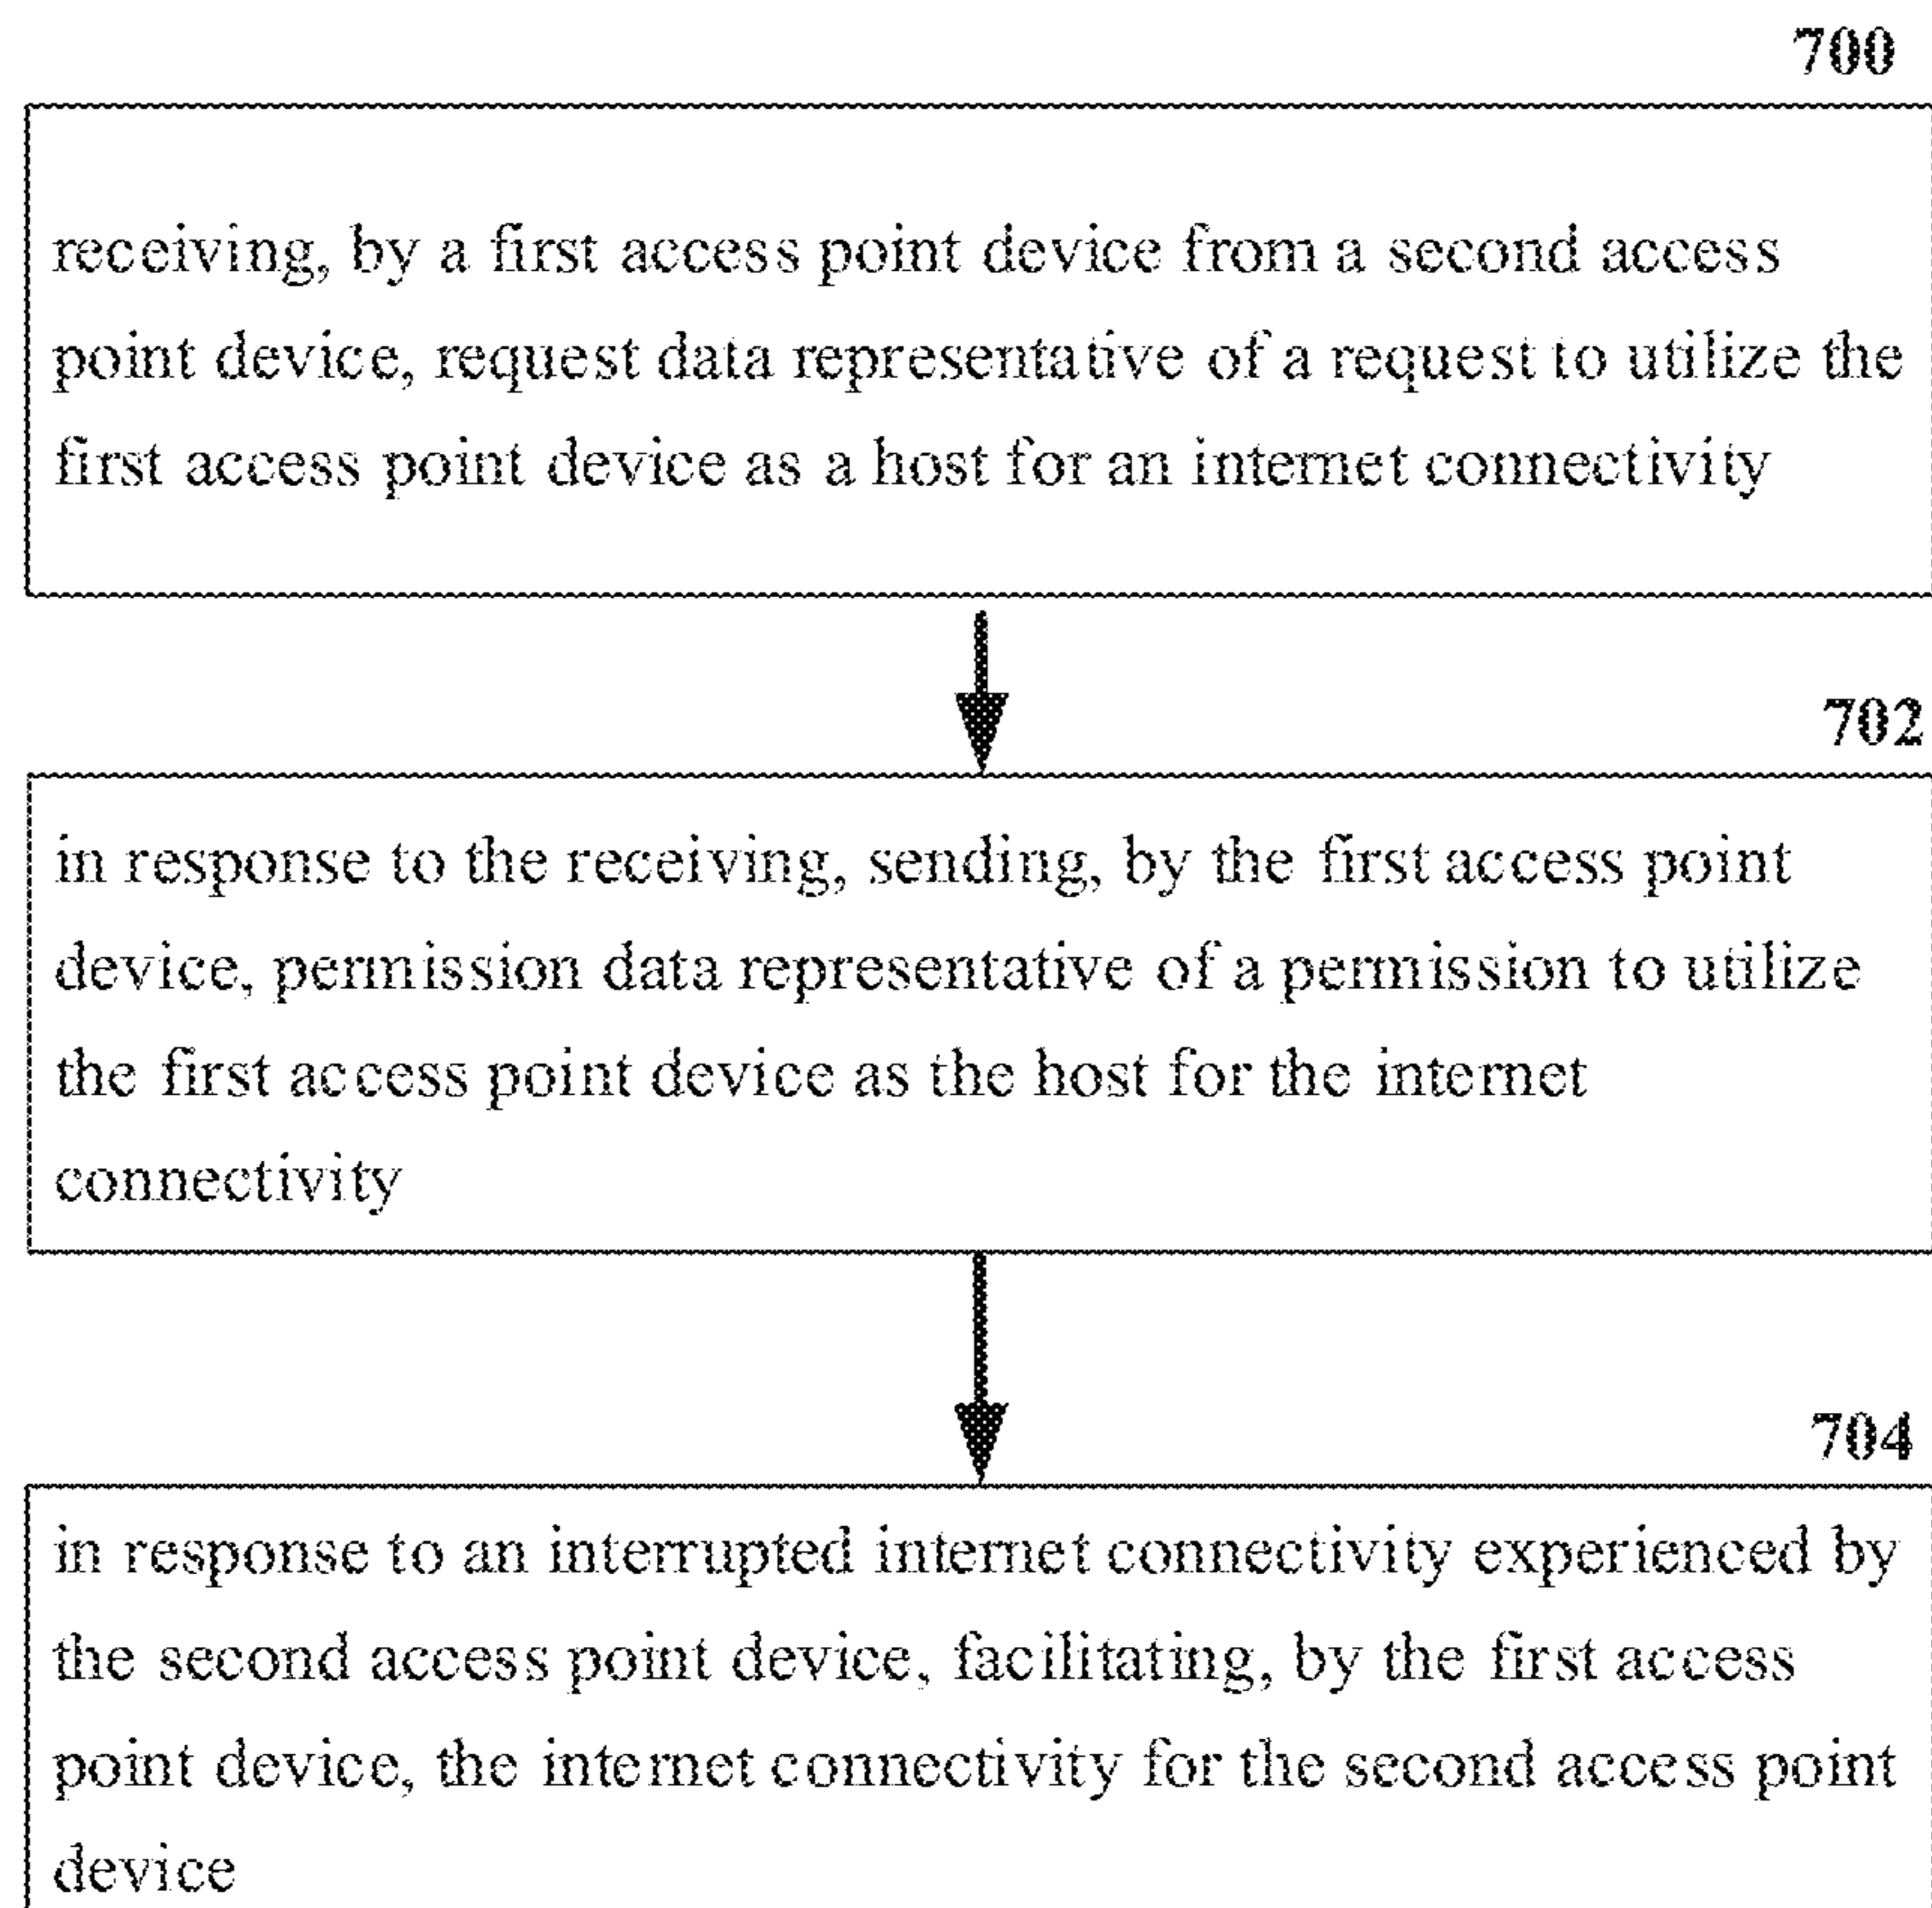 700
receiving, by a first access point device from a second access
point device, request data representative of a request to utilize the
first access point device as a host for an internet connectivity
702
in response to the receiving, sending, by the first access point
device, permission data representative of a permission to utilize
the first access point device as the host for the internet
connectivity
704
in response to an interrupted internet connectivity experienced by
the second access point device, facilitating, by the first access
point device, the internet connectivity for the second access point
device